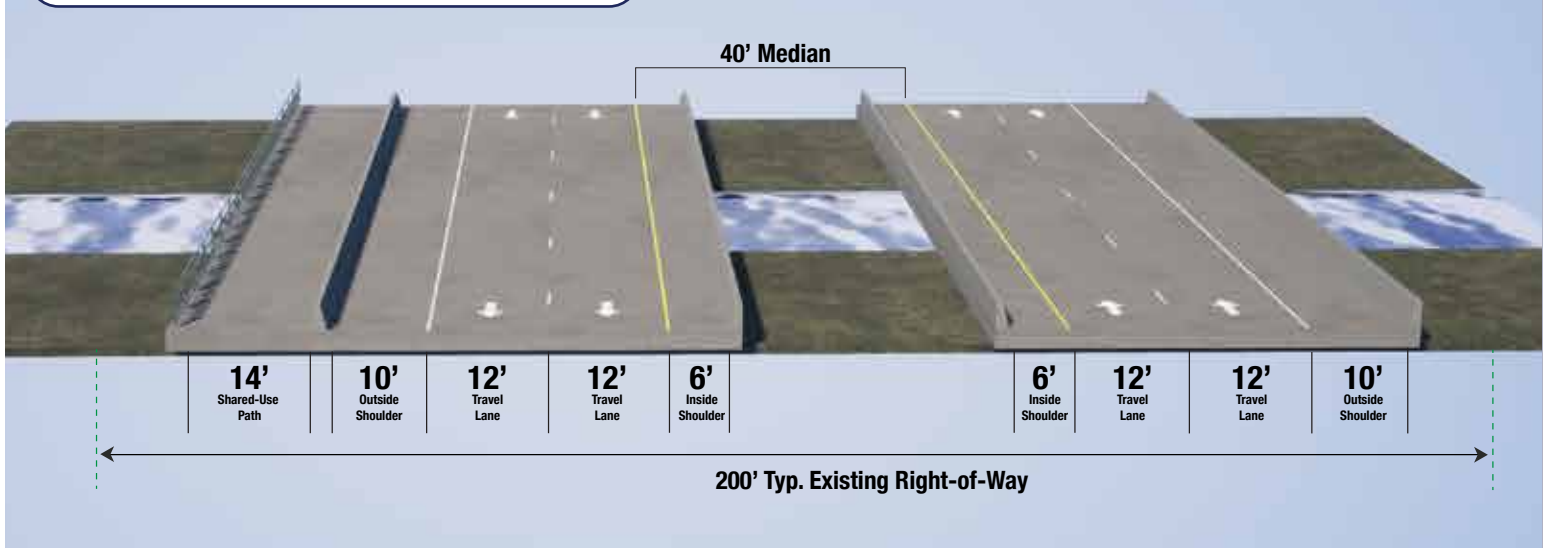 40’ Median
14’
Shared-Use
Path
10’
Outside
Shoulder
12’
Travel
Lane
12’
Travel
Lane
6’
Inside
Shoulder
6’
Inside
Shoulder
12’
Travel
Lane
12’
Travel
Lane
10’
Outside
Shoulder
200’ Typ. Existing Right-of-Way